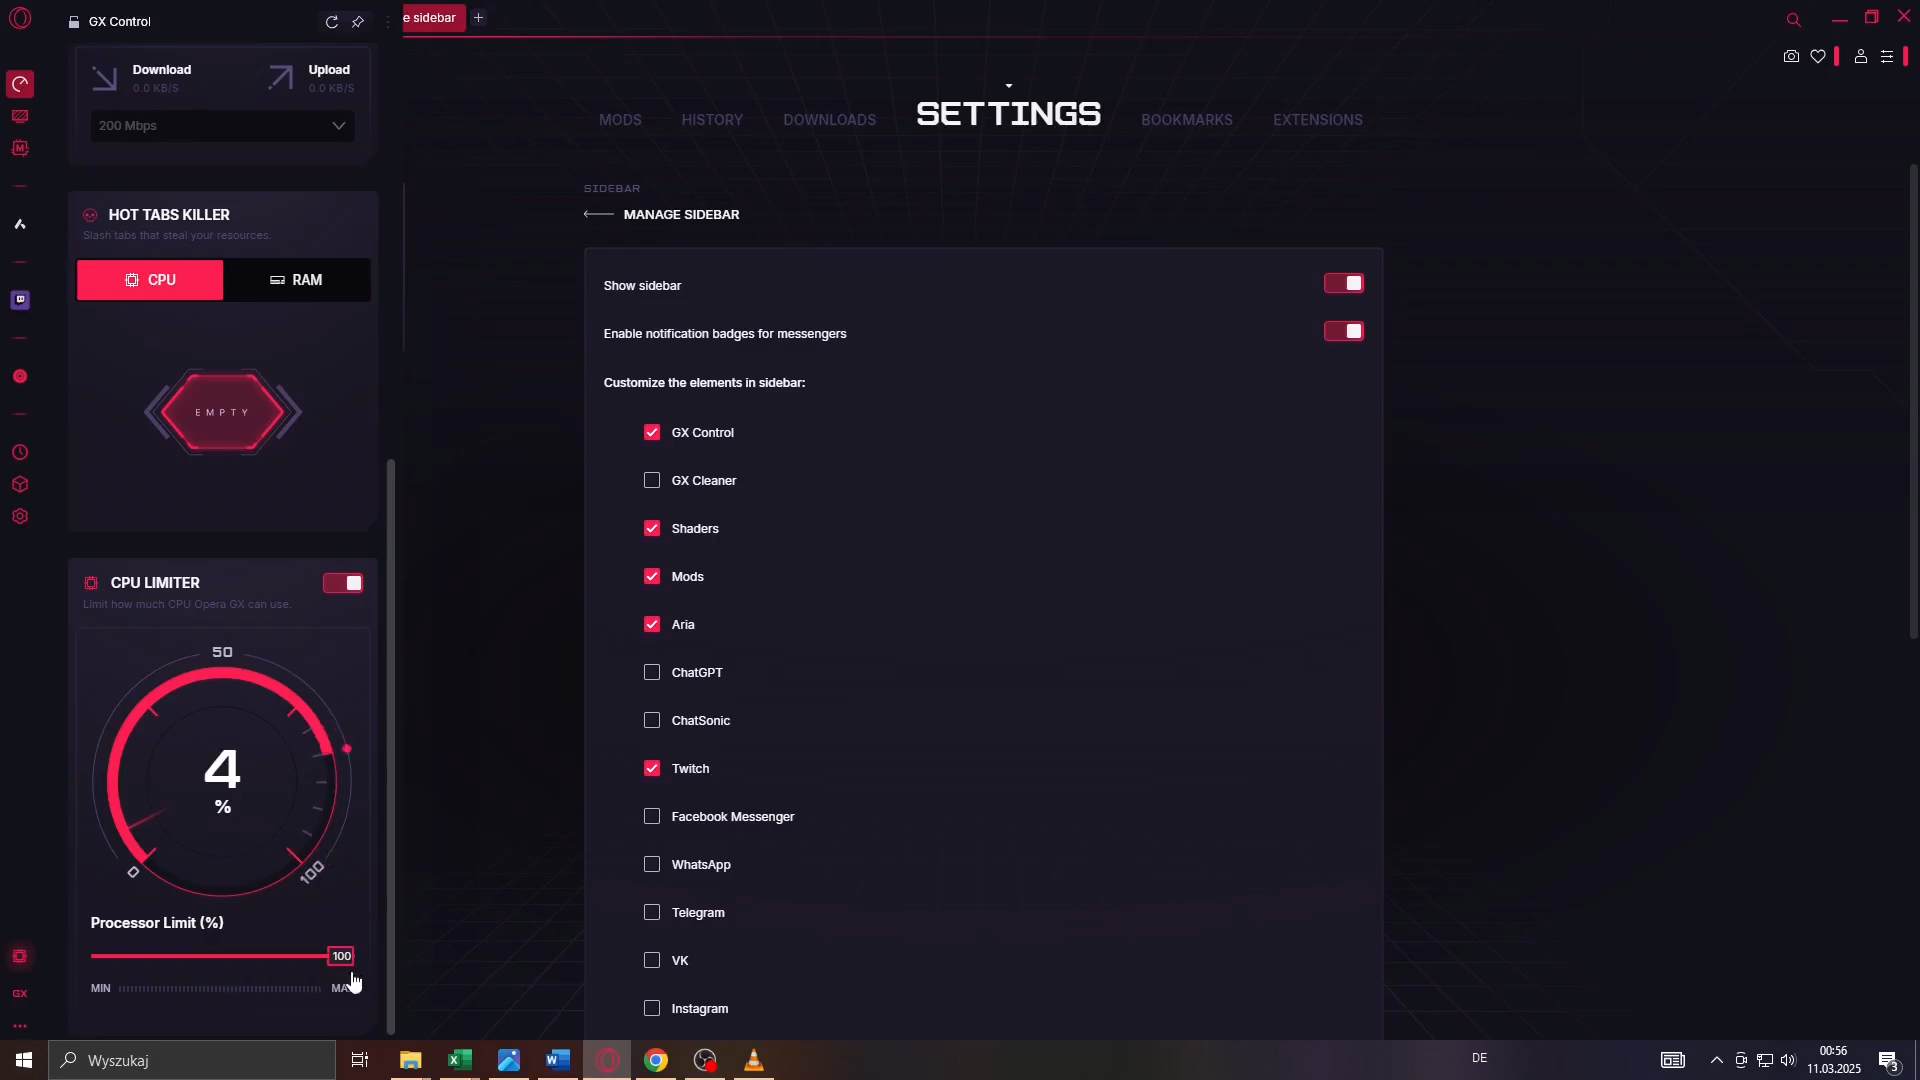 GX Control
e sidebar
Download
Upload
0.0 KB/S
0.0 KB/S
200 Mbps
MODS
HISTORY
DOWNLOADS
SETTINGS
BOOKMARKS
EXTENSIONS
SIDEBAR
MANAGE SIDEBAR
HOT TABS KILLER
Slash tabs that steal your resources.
CPU
RAM
EMPTY
CPU LIMITER
Limit how much CPU Opera GX can use.
50
4
%
0
100
Processor Limit (%)
100
MIN
GX
Show sidebar
Enable notification badges for messengers
Customize the elements in sidebar:
GX Control
GX Cleaner
Shaders
Mods
Aria
ChatGPT
ChatSonic
Twitch
Facebook Messenger
WhatsApp
Telegram
VK
Instagram
Wyszukaj
DE
00:56
11.03.2025
3